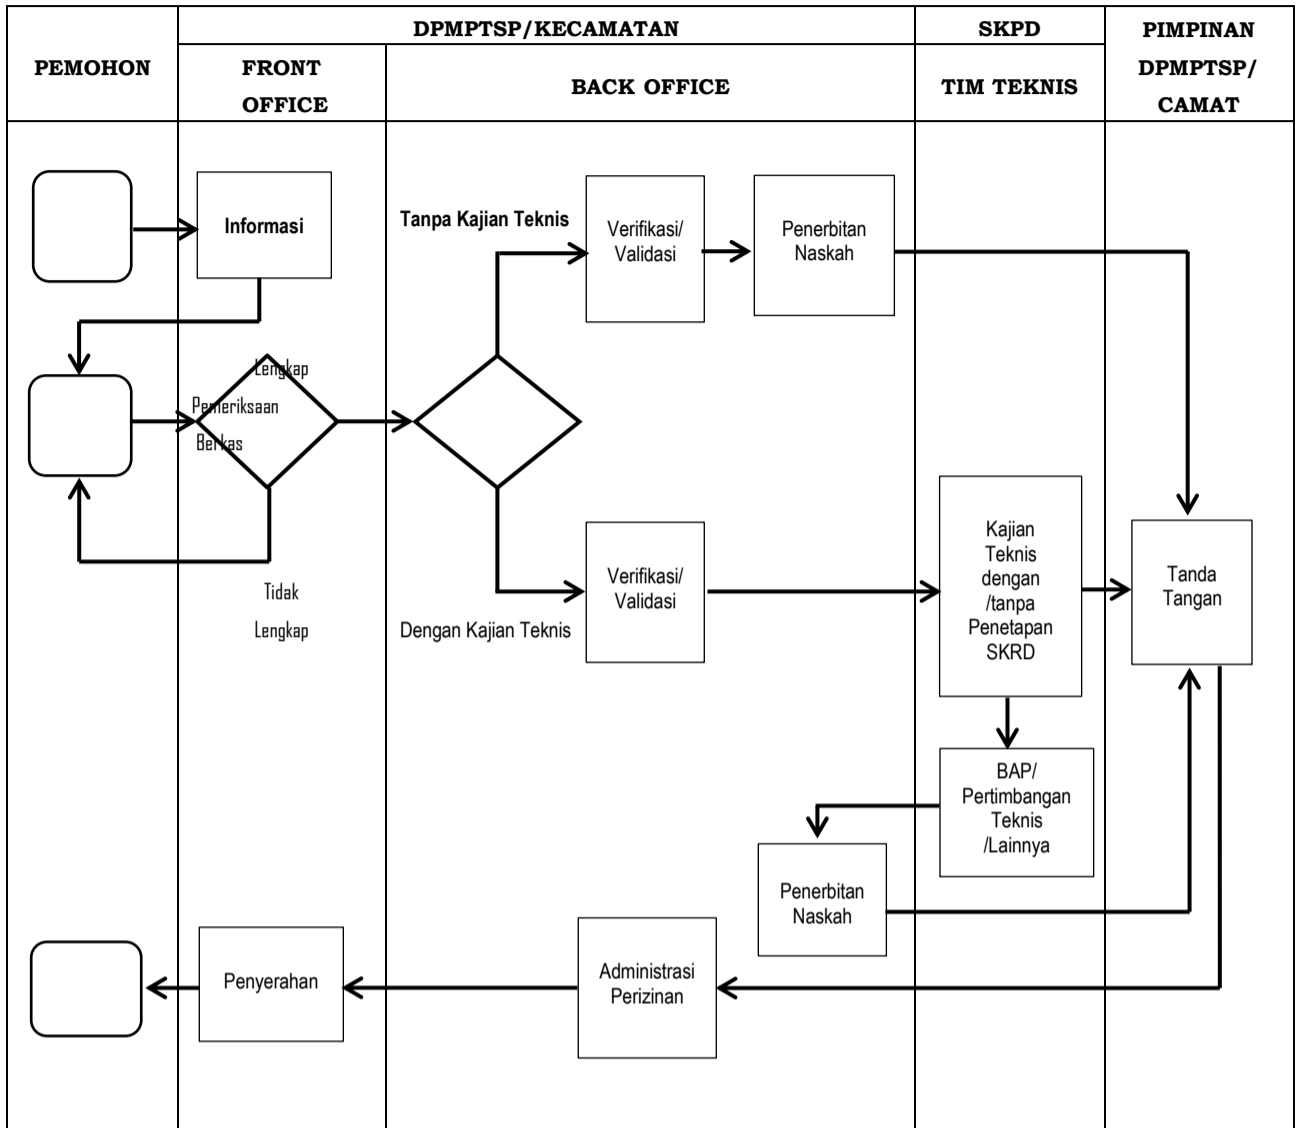 DPMPTSP/KECAMATAN
SKPD
PIMPINAN
DPMPTSP/
CAMAT
PEMOHON
FRONT
OFFICE
BACK OFFICE
TIM TEKNIS
Informasi
Tanpa Kajian Teknis
Verifikasi/
Validasi
Penerbitan
Naskah
Lengkap
Pemeriksaan
Berkas
Tidak
Lengkap
Dengan Kajian Teknis
Verifikasi/
Validasi
Kajian
Teknis
dengan
/tanpa
Penetapan
SKRD
Tanda
Tangan
BAP/
Pertimbangan
Teknis
/Lainnya
Penerbitan
Naskah
Penyerahan
Administrasi
Perizinan